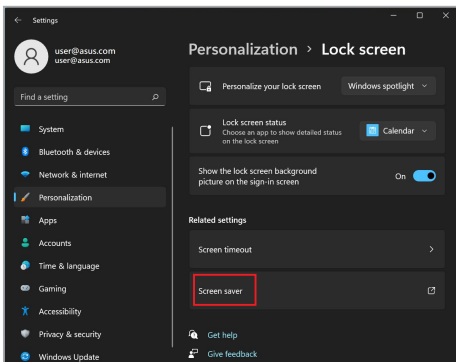 Settings
user@asus.com
user@asus.com
Find a setting
System
Bluetooth & devices
Network & internet
Personalization
Apps
Accounts
Time & language
Gaming
Accessibility
Privacy & security
Windows Update
Personalization > Lock screen
Personalize your lock screen
Windows spotlight
Lock screen status
Choose an app to show detailed status
on the lock screen
Calendar
Show the lock screen background
picture on the sign-in screen
On
Related settings
Screen timeout
Screen saver
Get help
Give feedback